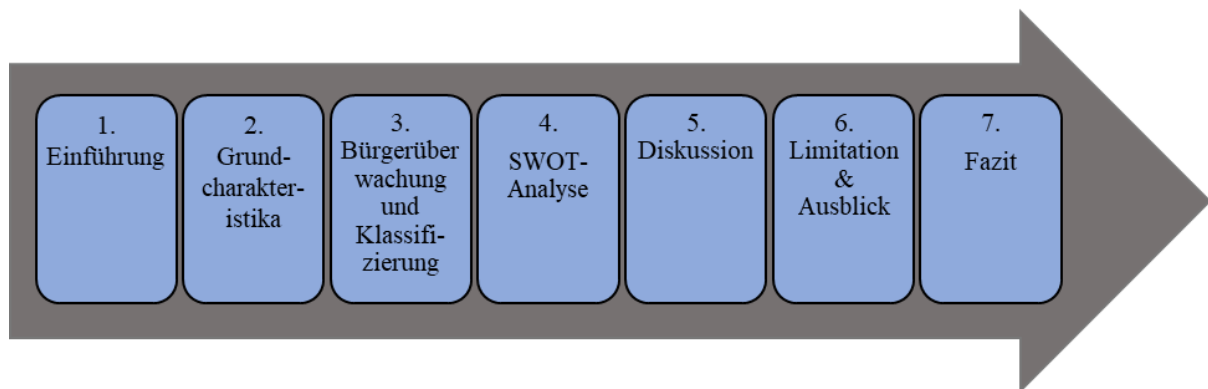 1.
Einführung
2.
Grund-
charakter-
istika
3.
Bürgerüber
wachung
und
Klassifi-
zierung
4.
SWOT-
Analyse
5.
Diskussion
6.
Limitation
&
Ausblick
7.
Fazit